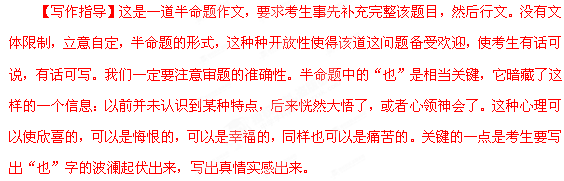 【写作指导】这是一道半命题作文，要求考生事先补充完整该题目，然后行文。没有文
体限制，立意自定，半命题的形式，这种种开放性使得该道这问题备受欢迎，使考生有话可
说，有话可写。我们一定要注意审题的准确性。半命题中的“也”是相当关键，它暗藏了这
样的一个信息：以前并未认识到某种特点，后来恍然大悟了，或者心领神会了。这种心理可
以使欣喜的，可以是悔恨的，可以是幸福的，同样也可以是痛苦的。关键的一点是考生要写
出“也”字的波澜起伏出来，写出真情实感出来。